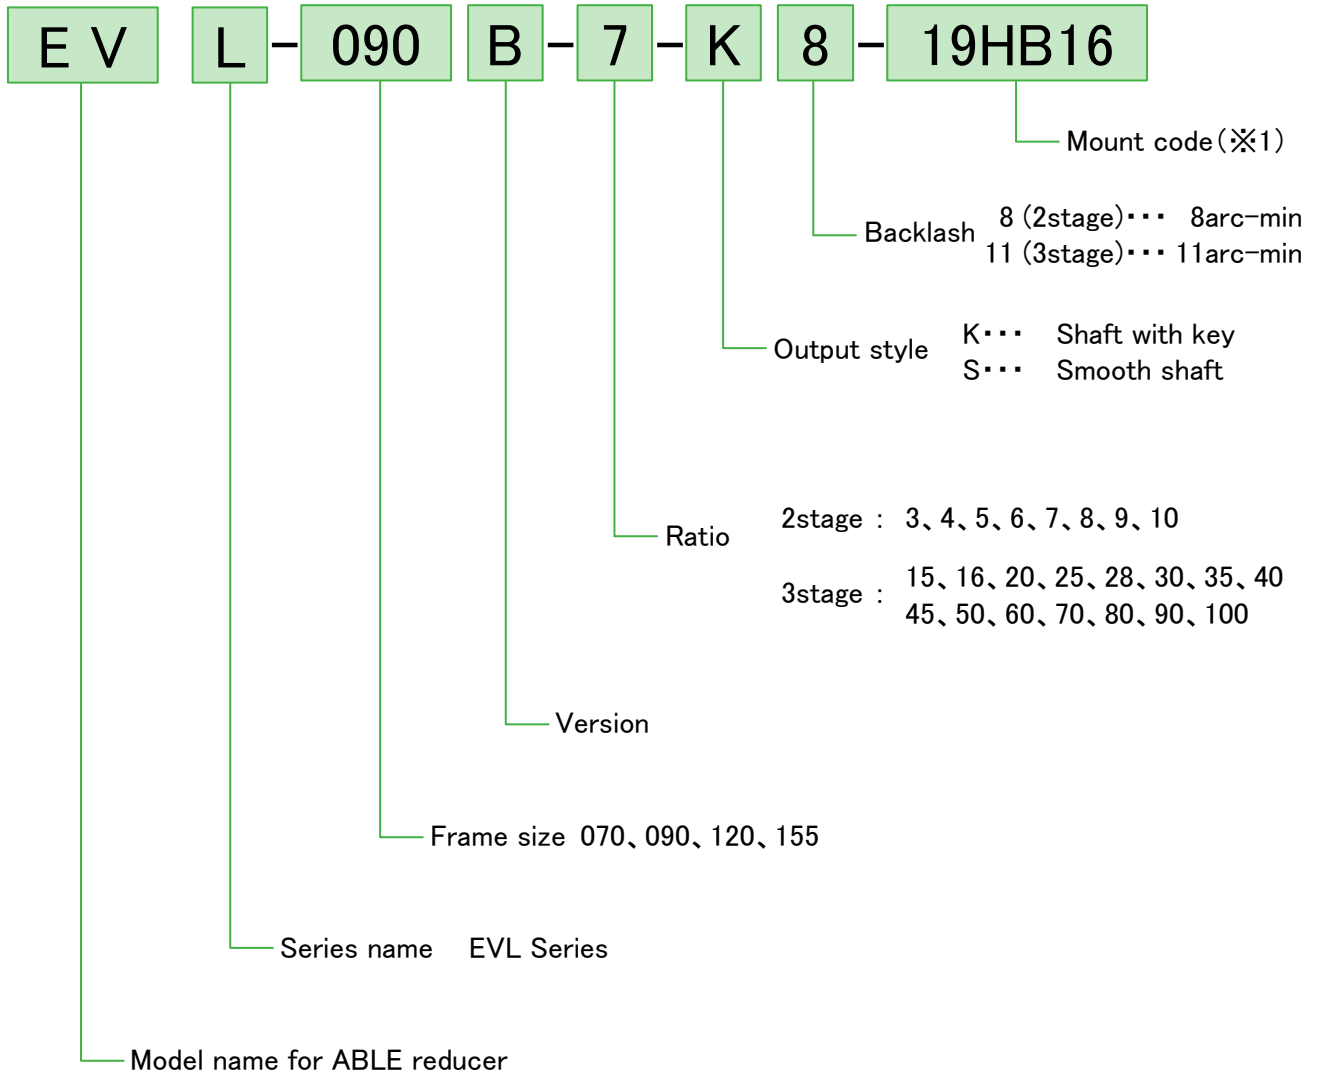 EV L-090 B-7-K 8-19HB16
Mount code(※1)
Backlash 8 (2stage)・・・ 8arc-min
11 (3stage)・・・ 11arc-min
Output style K・・・ Shaft with key
S・・・ Smooth shaft
Ratio 2stage : 3、4、5、6、7、8、9、10
3stage : 15、16、20、25、28、30、35、40
45、50、60、70、80、90、100
Version
Frame size 070、090、120、155
Series name EVL Series
Model name for ABLE reducer